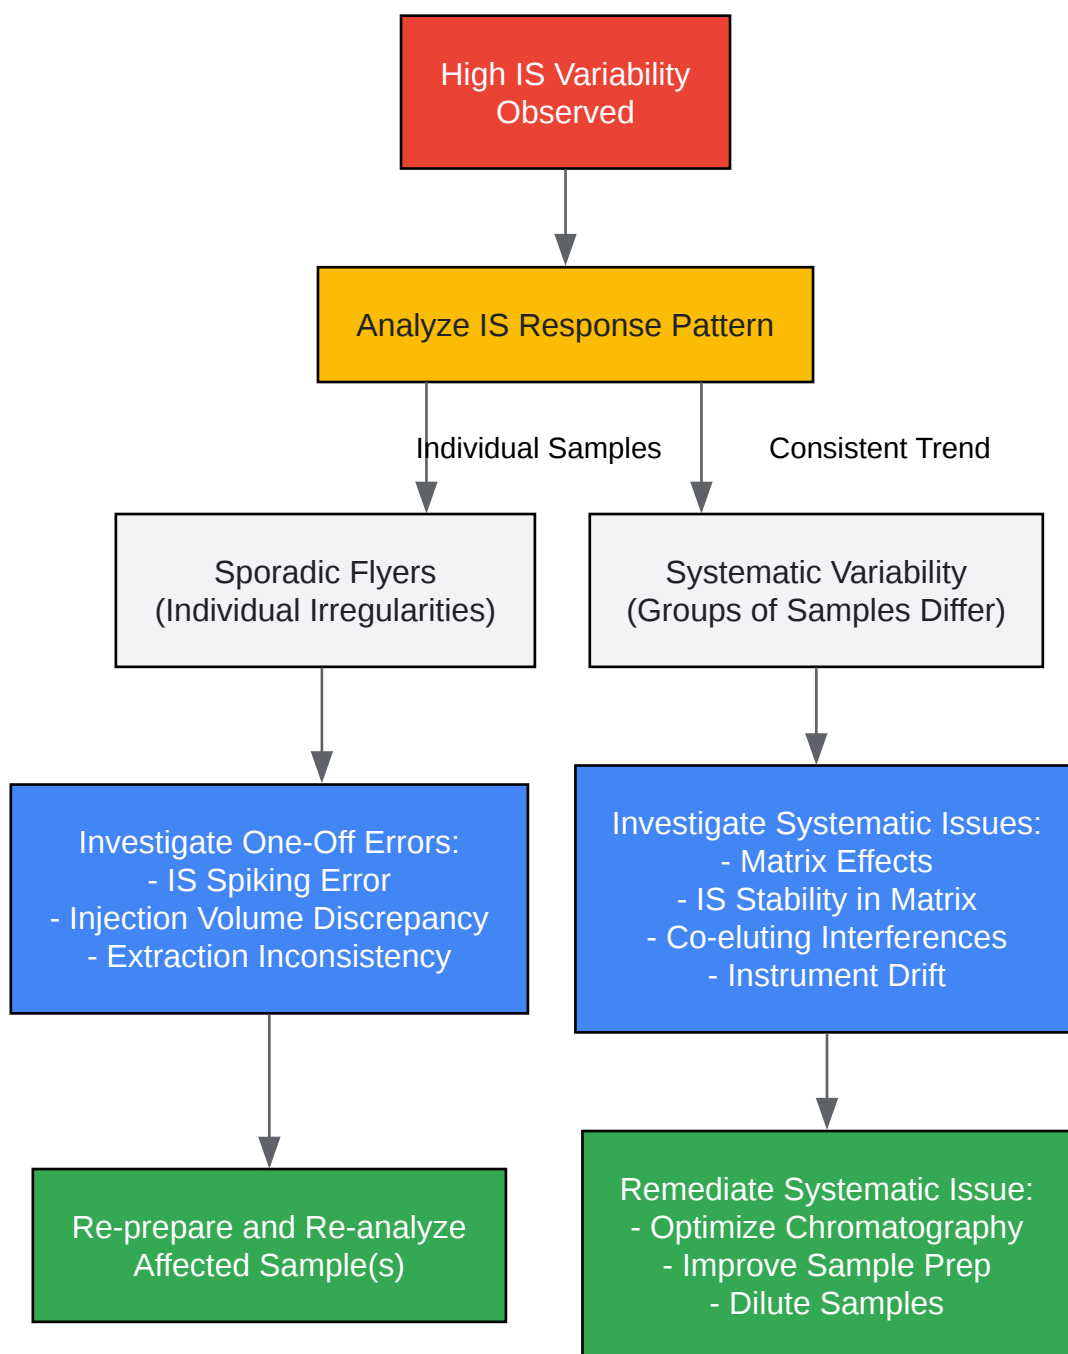 High IS Variability
Observed
Analyze IS Response Pattern
Individual Samples
Consistent Trend
Sporadic Flyers
(Individual Irregularities)
Systematic Variability
(Groups of Samples Differ)
Investigate One-Off Errors:
- IS Spiking Error
- Injection Volume Discrepancy
- Extraction Inconsistency
Investigate Systematic Issues:
- Matrix Effects
- IS Stability in Matrix
- Co-eluting Interferences
- Instrument Drift
Re-prepare and Re-analyze
Affected Sample(s)
Remediate Systematic Issue:
- Optimize Chromatography
- Improve Sample Prep
- Dilute Samples